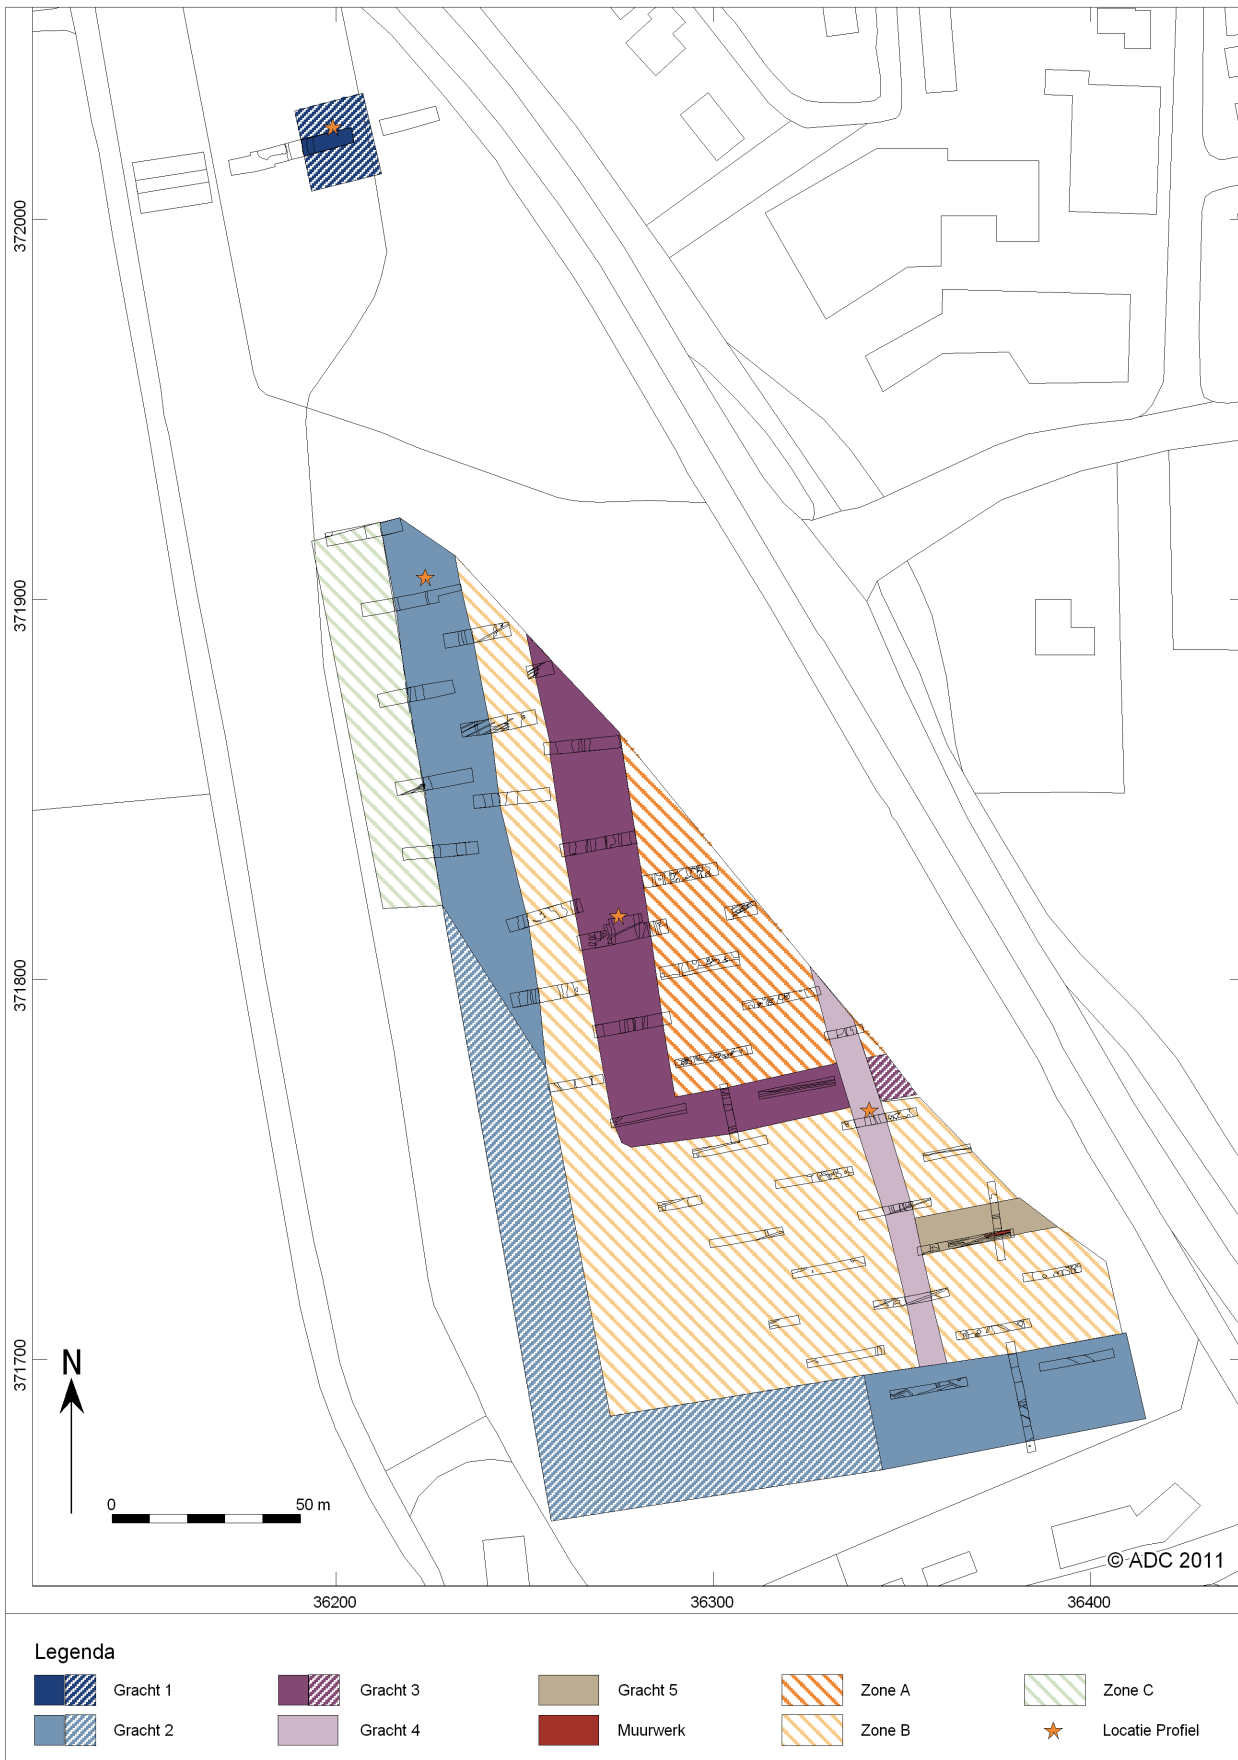 372000
371900
371800
371700
N
0 50 m
© ADC 2011
36200 36300 36400
Legenda
Gracht 1 Gracht 3 Gracht 5 Zone A Zone C
Gracht 2 Gracht 4 Muurwerk Zone B Locatie Profiel